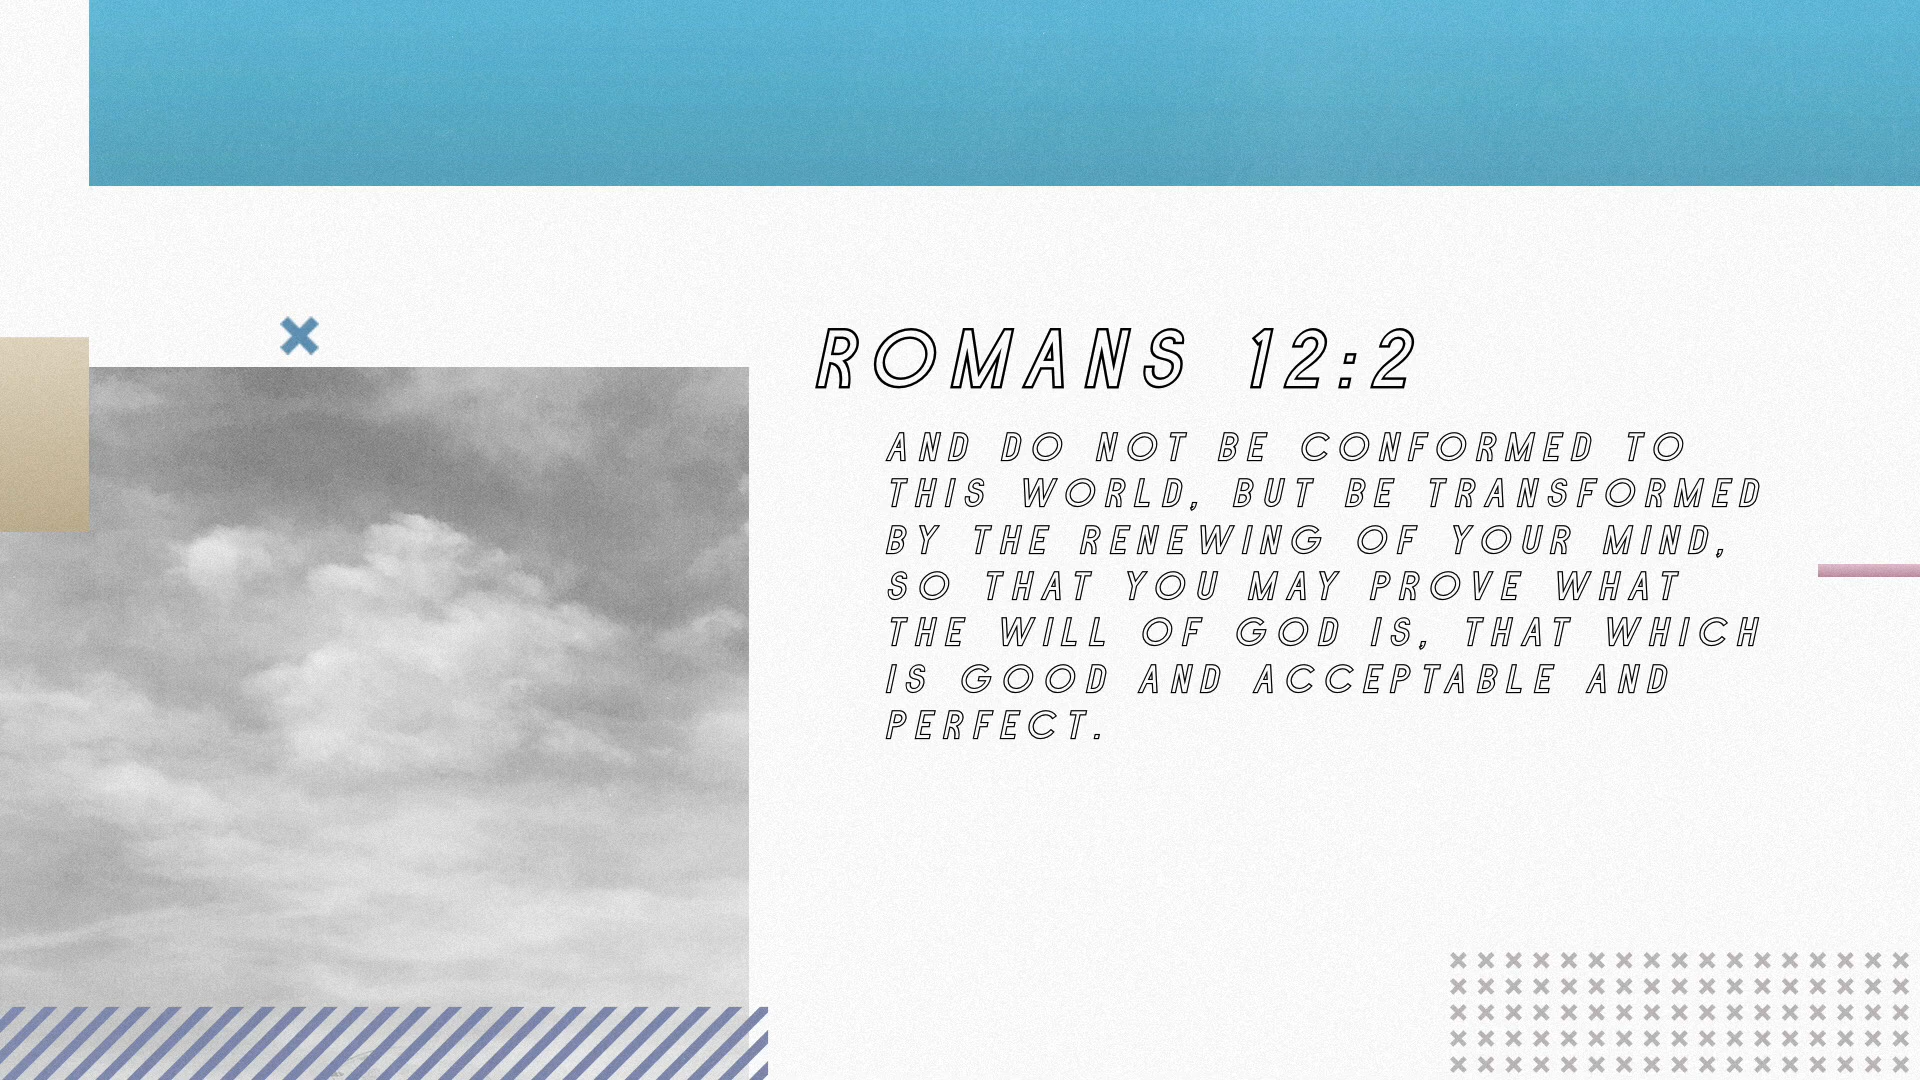 ROMANS 12:2
AND DO NOT BE CONFORMED TO
THIS WORLD, BUT BE TRANSFORMED
BY THE RENEWING OF YOUR MIND,
SO THAT YOU MAY PROVE WHAT
THE WILL OF GOD IS, THAT WHICH
IS GOOD AND ACCEPTABLE AND
PERFECT.